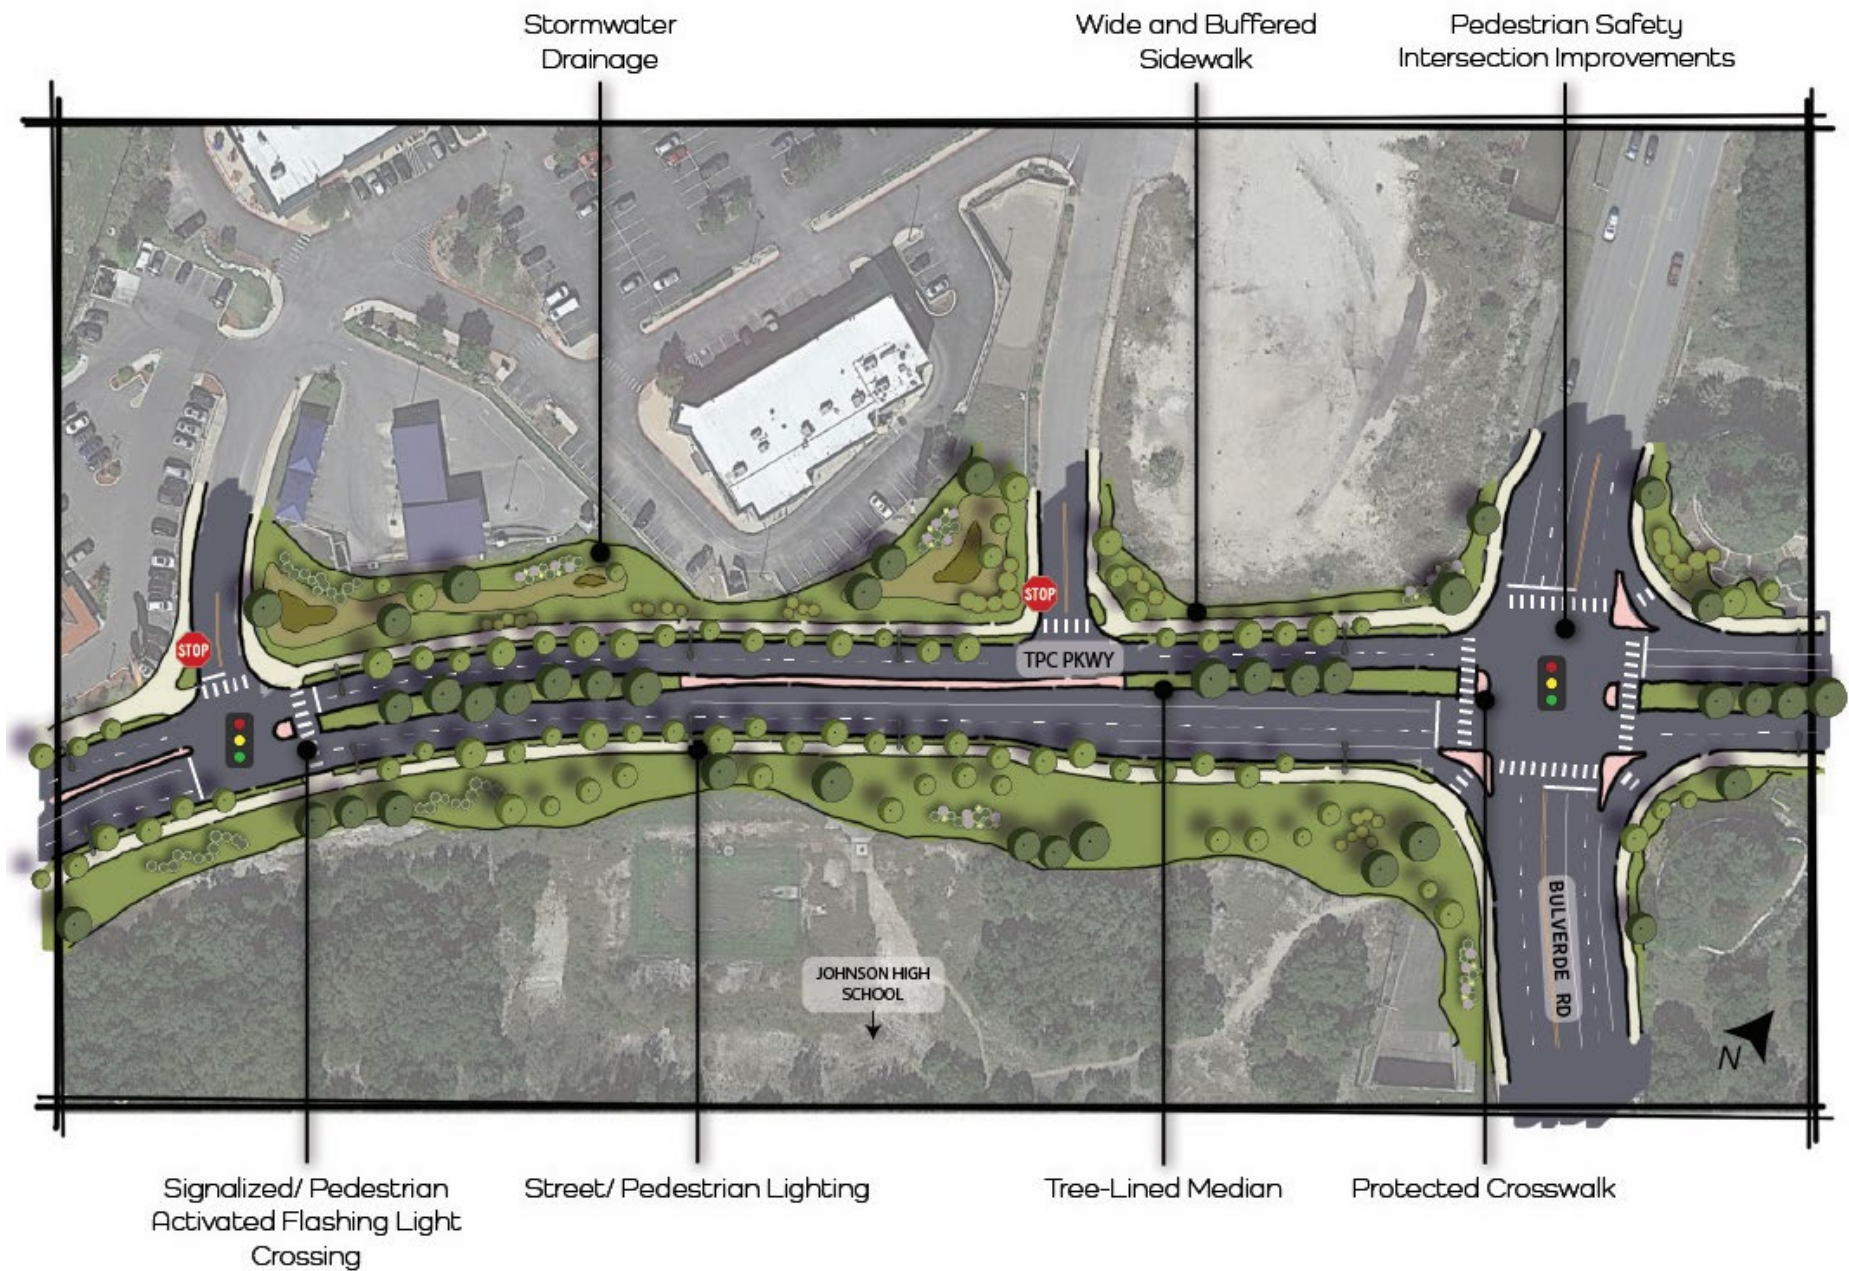 Stormwater
Drainage
Wide and Buffered
Sidewalk
Pedestrian Safety
Intersection Improvements
STOP
STOP
TPC PKWY
BULVERDE RD
JOHNSON HIGH
SCHOOL
N
Signalized/ Pedestrian
Activated Flashing Light
Crossing
Street/ Pedestrian Lighting
Tree-Lined Median
Protected Crosswalk